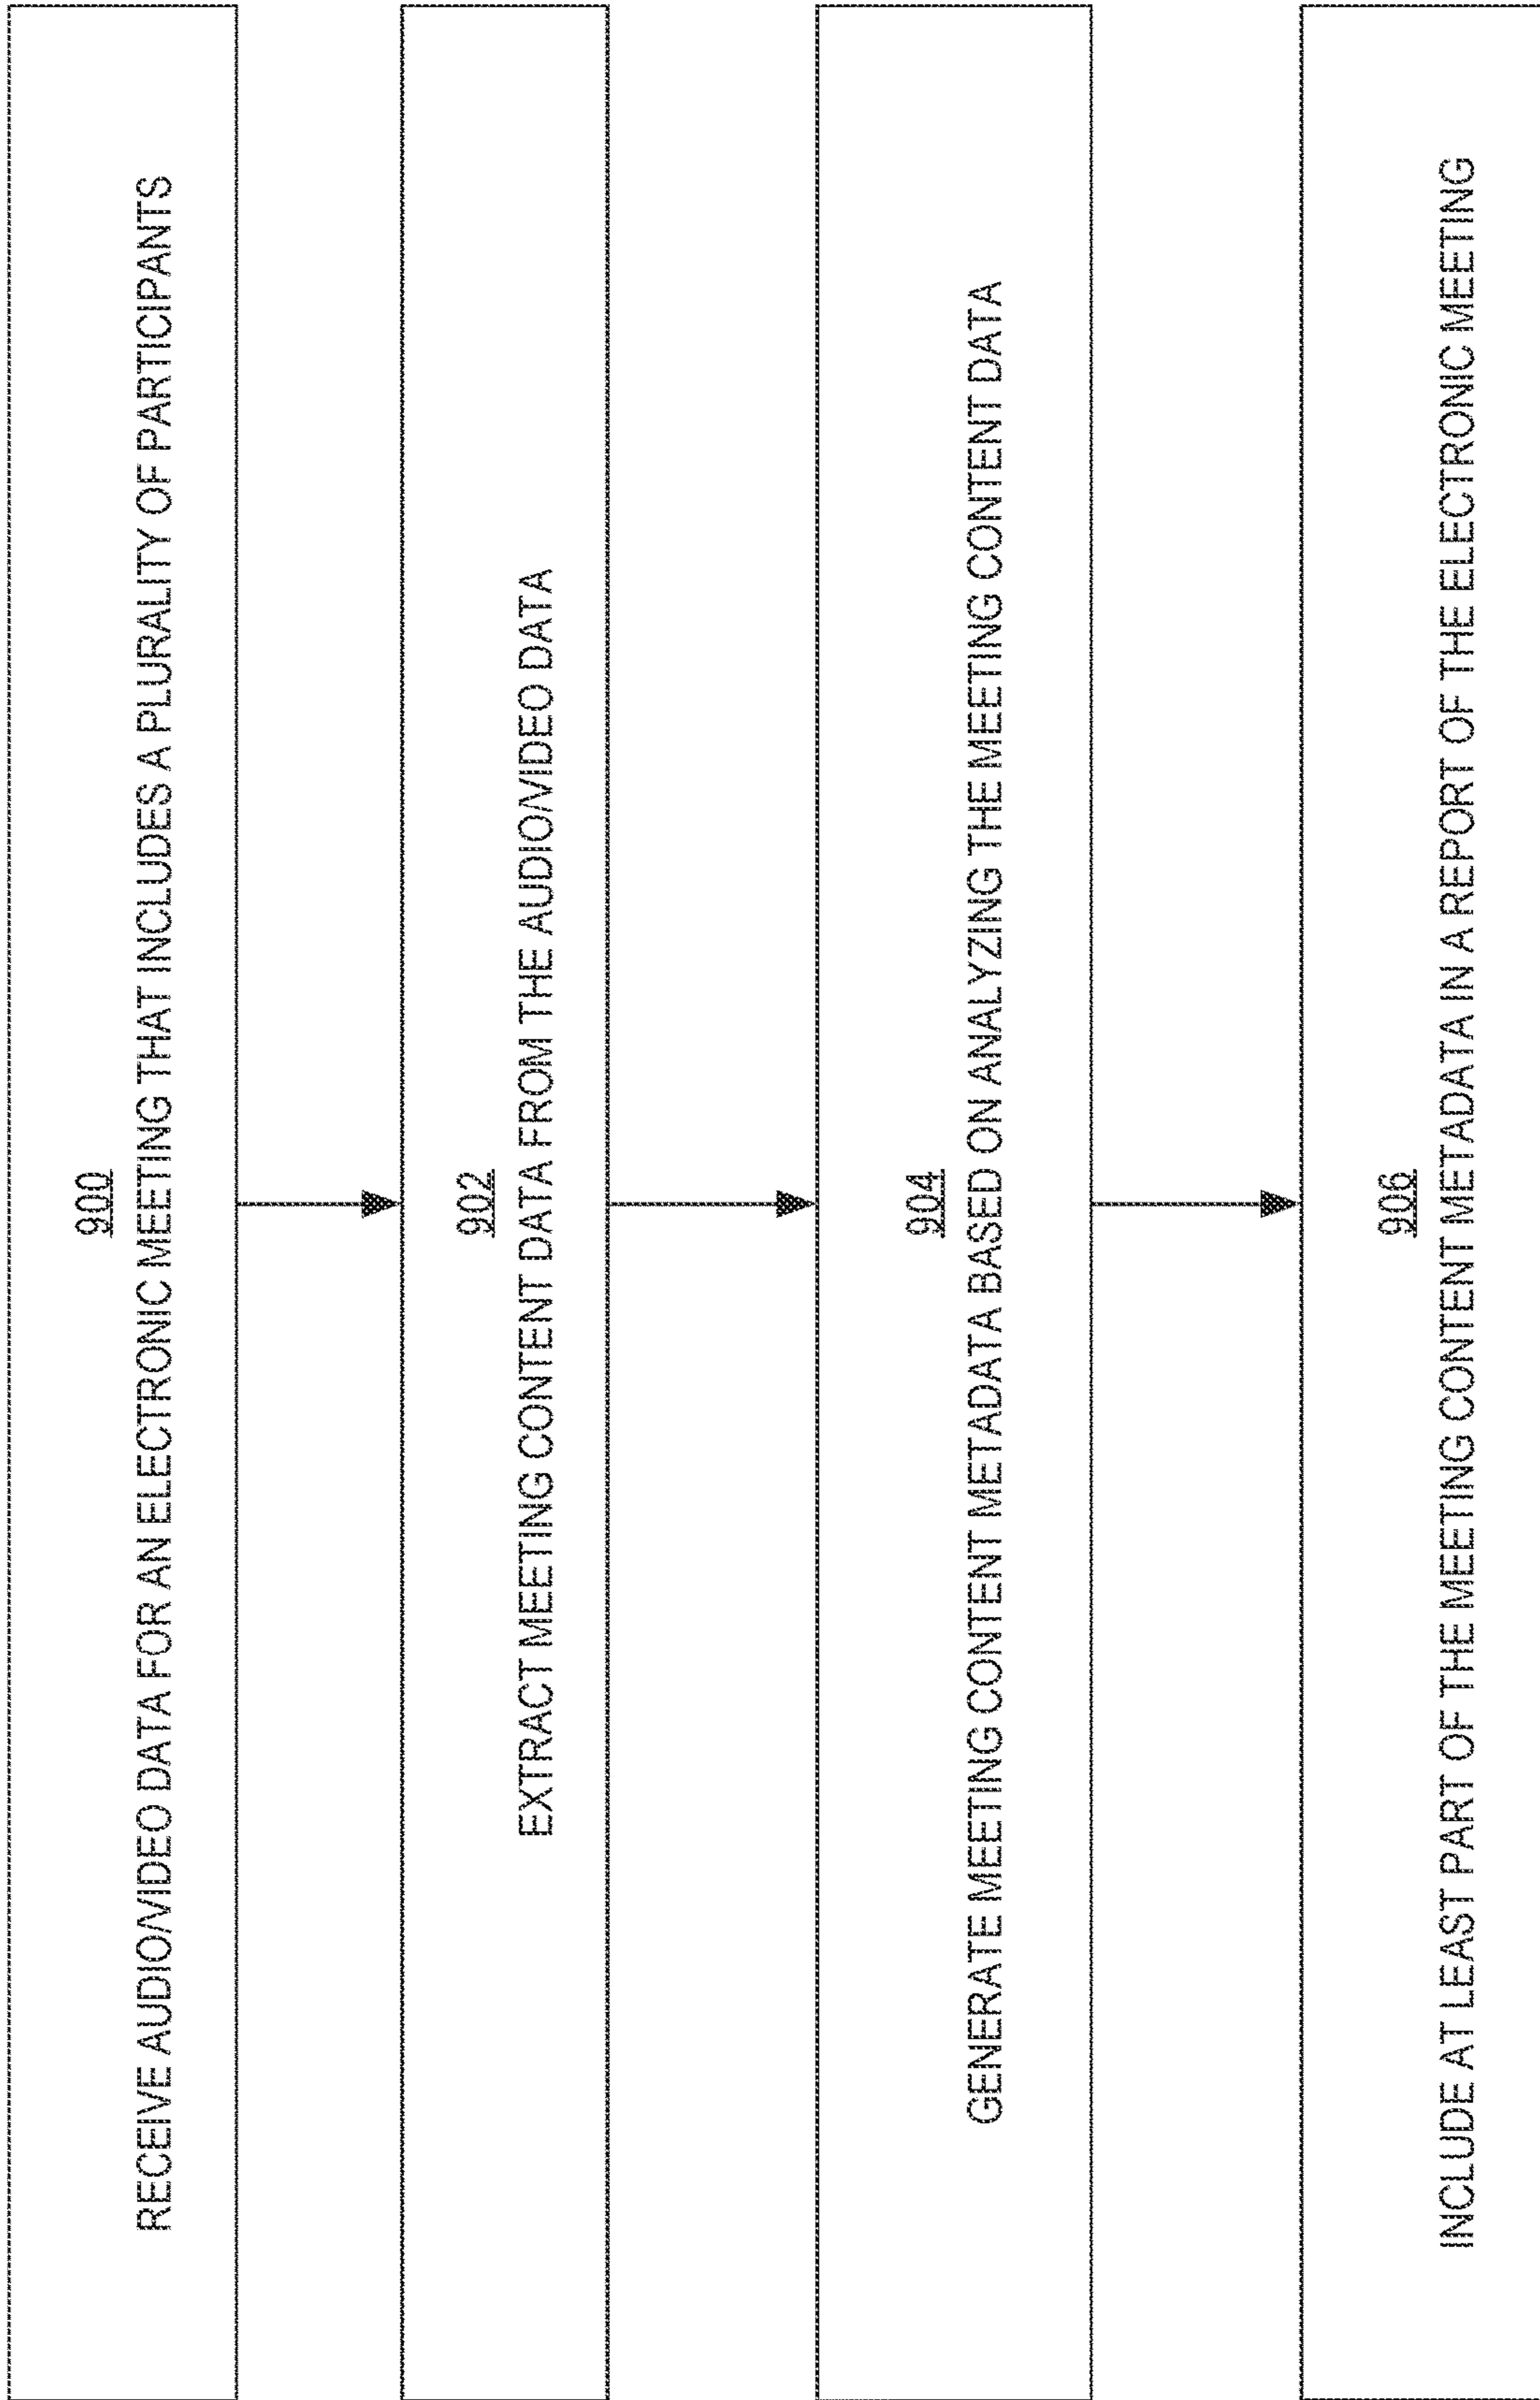 900
RECEIVE AUDIO/VIDEO DATA FOR AN ELECTRONIC MEETING THAT INCLUDES A PLURALITY OF PARTICIPANTS
902
EXTRACT MEETING CONTENT DATA FROM THE AUDIO/VIDEO DATA
904
GENERATE MEETING CONTENT METADATA BASED ON ANALYZING THE MEETING CONTENT DATA
906
INCLUDE AT LEAST PART OF THE MEETING CONTENT METADATA IN A REPORT OF THE ELECTRONIC MEETING